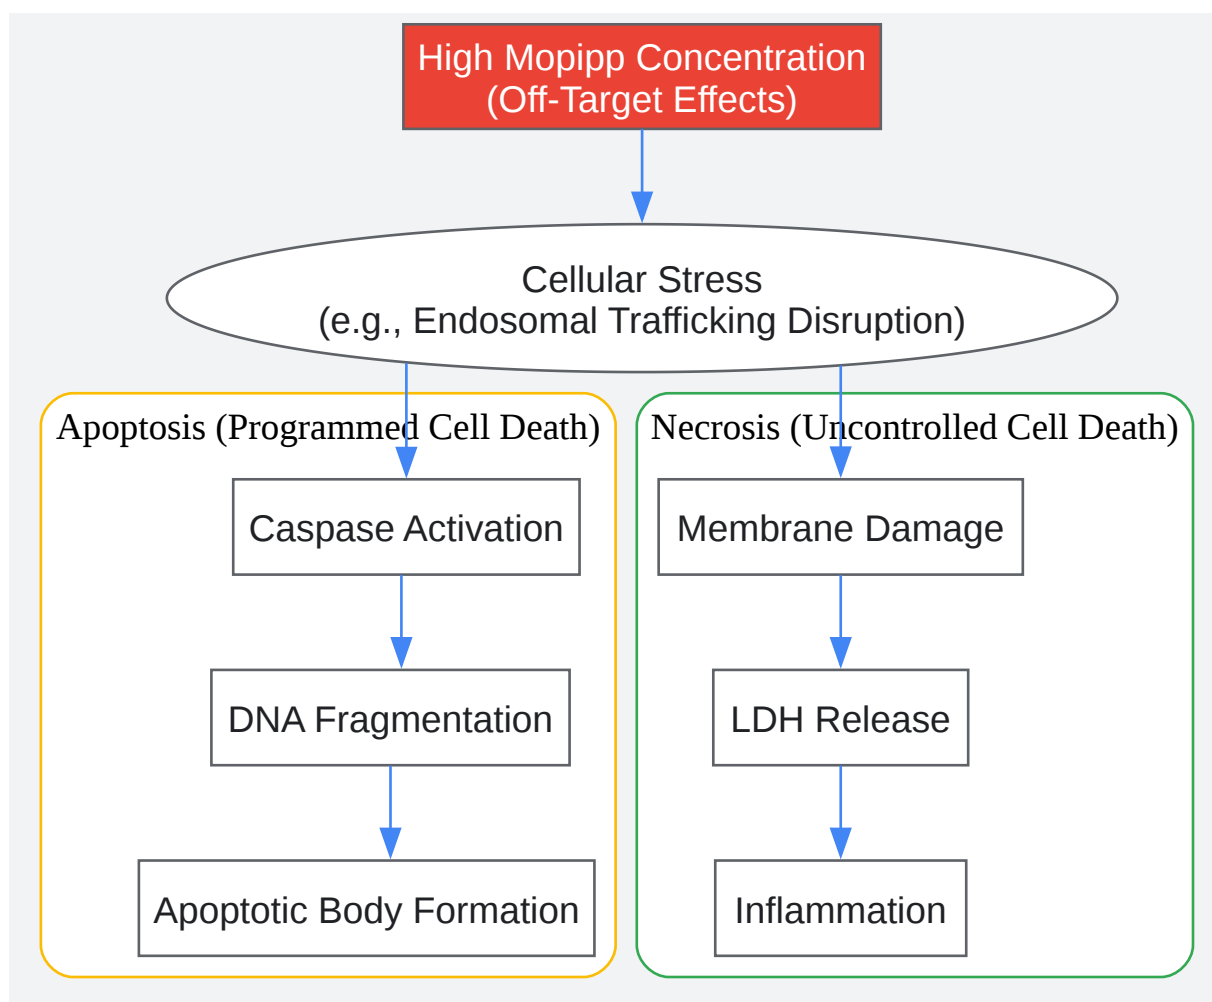 High Mopipp Concentration
(Off-Target Effects)
Cellular Stress
(e.g., Endosomal Trafficking Disruption)
Apoptosis (Programmed Cell Death)
Caspase Activation
DNA Fragmentation
Apoptotic Body Formation
Necrosis (Uncontrolled Cell Death)
Membrane Damage
LDH Release
Inflammation